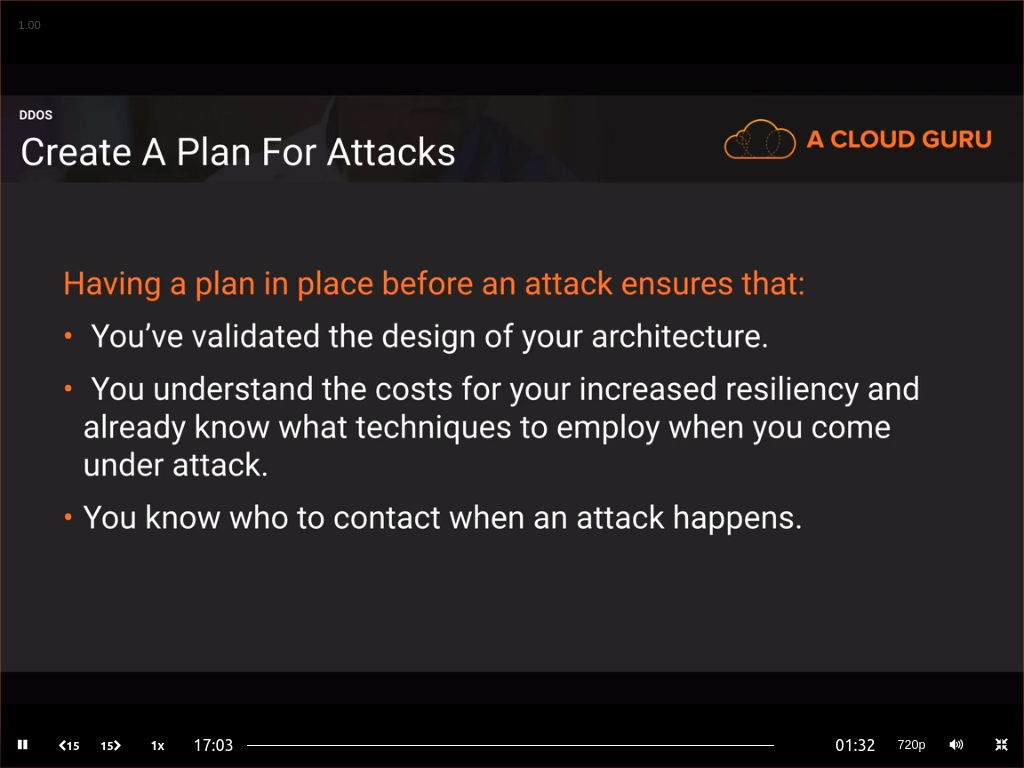 1.00
DDOS
Create A Plan For Attacks
A CLOUD GURU
Having a plan in place before an attack ensures that:
• You’ve validated the design of your architecture.
• You understand the costs for your increased resiliency and
already know what techniques to employ when you come
under attack.
• You know who to contact when an attack happens.
15 15 1x 17:03 01:32 720p